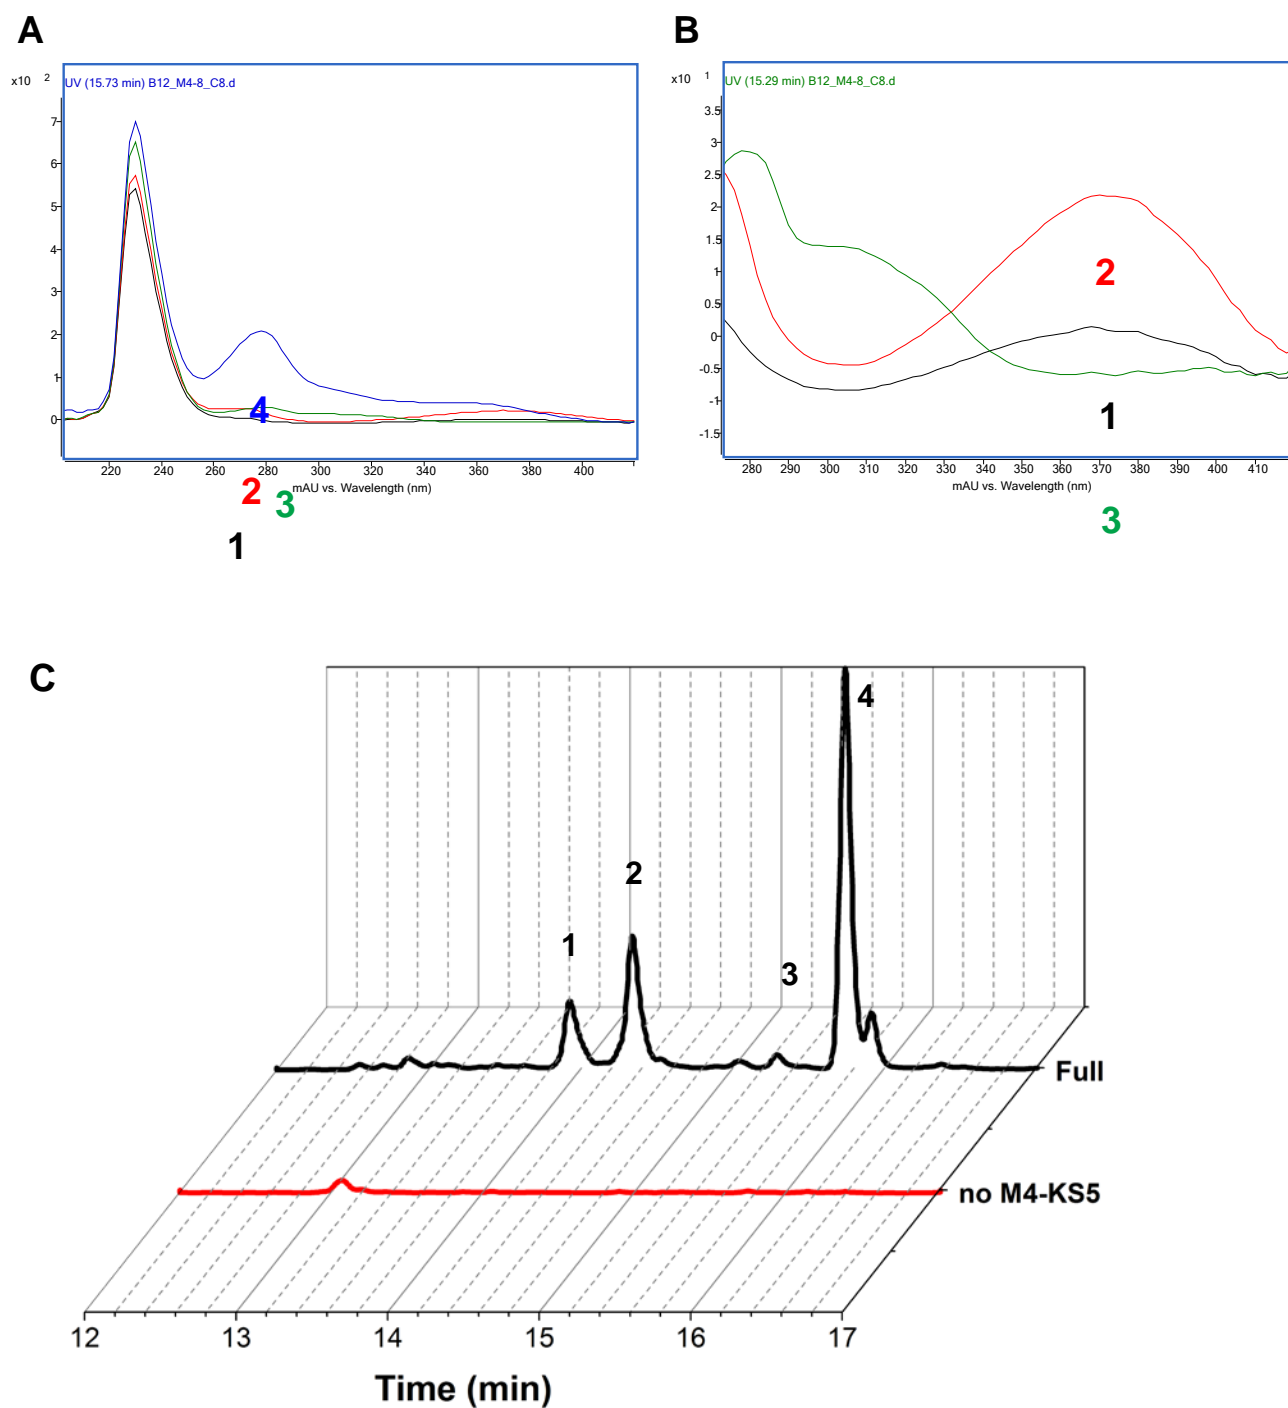 A
B
x10 2
UV (15.73 min) B12_M4-8_C8.d
7
6
5
4
3
2
1
0
220 240 260 280 300 320 340 360 380 400
mAU vs. Wavelength (nm)
4
2
3
1
x10 1
UV (15.29 min) B12_M4-8_C8.d
3.5
3
2.5
2
1.5
1
0.5
0
-0.5
-1
-1.5
280 290 300 310 320 330 340 350 360 370 380 390 400 410
mAU vs. Wavelength (nm)
2
1
3
C
4
2
1
3
Full
no M4-KS5
12 13 14 15 16 17
Time (min)